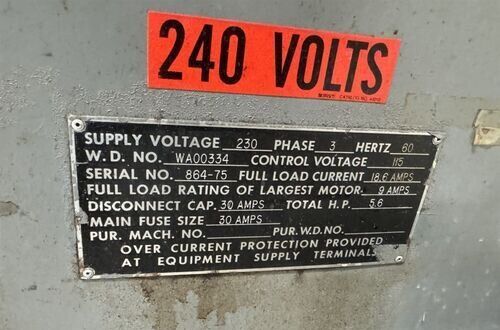 240 VOLTS
SUPPLY VOLTAGE 230 PHASE 3 HERTZ 60
W. D. NO. WA00334 CONTROL VOLTAGE 115
SERIAL NO. 864-75 FULL LOAD CURRENT 18.6 AMPS
FULL LOAD RATING OF LARGEST MOTOR 9 AMPS
DISCONNECT CAP. 30 AMPS TOTAL H.P. 5.6
MAIN FUSE SIZE 30 AMPS
PUR. MACH. NO. PUR.W.D.NO.
OVER CURRENT PROTECTION PROVIDED
AT EQUIPMENT SUPPLY TERMINALS